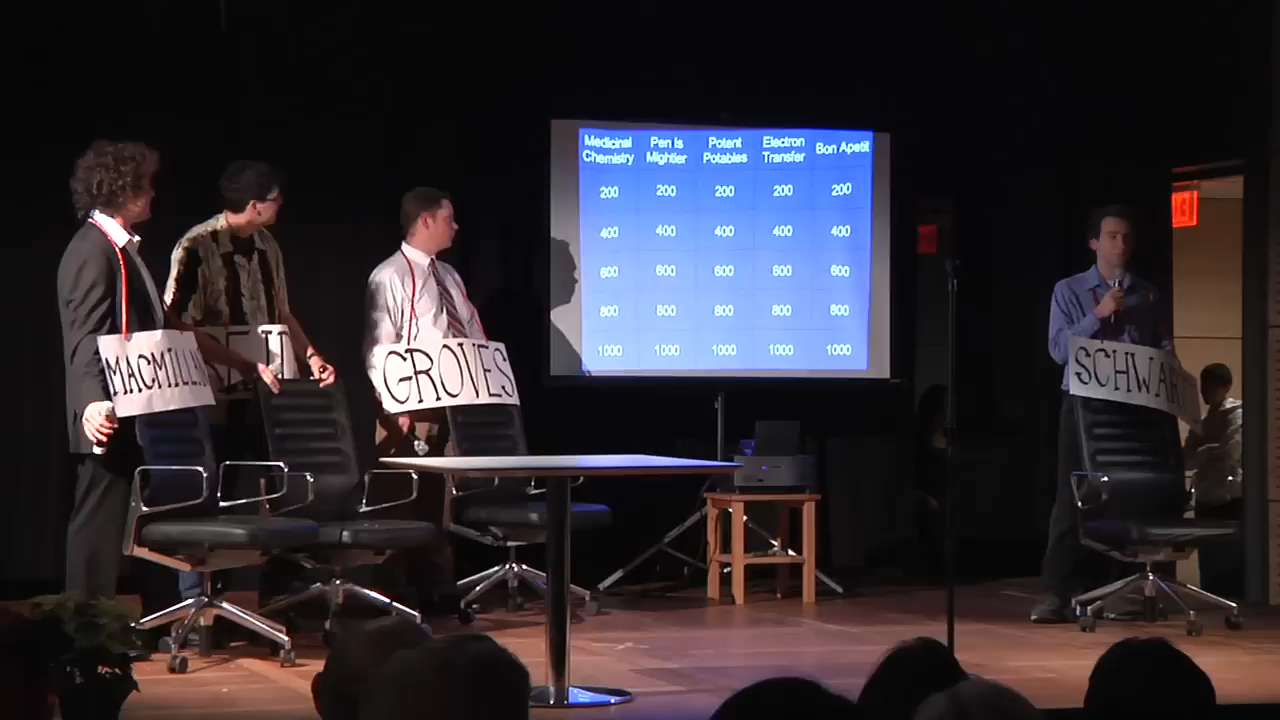 Medicinal Chemistry
Pen Is Mightier
Potent Potables
Electron Transfer
Bon Apetit
200 200 200 200 200
400 400 400 400 400
600 600 600 600 600
800 800 800 800 800
1000 1000 1000 1000 1000
GROVES